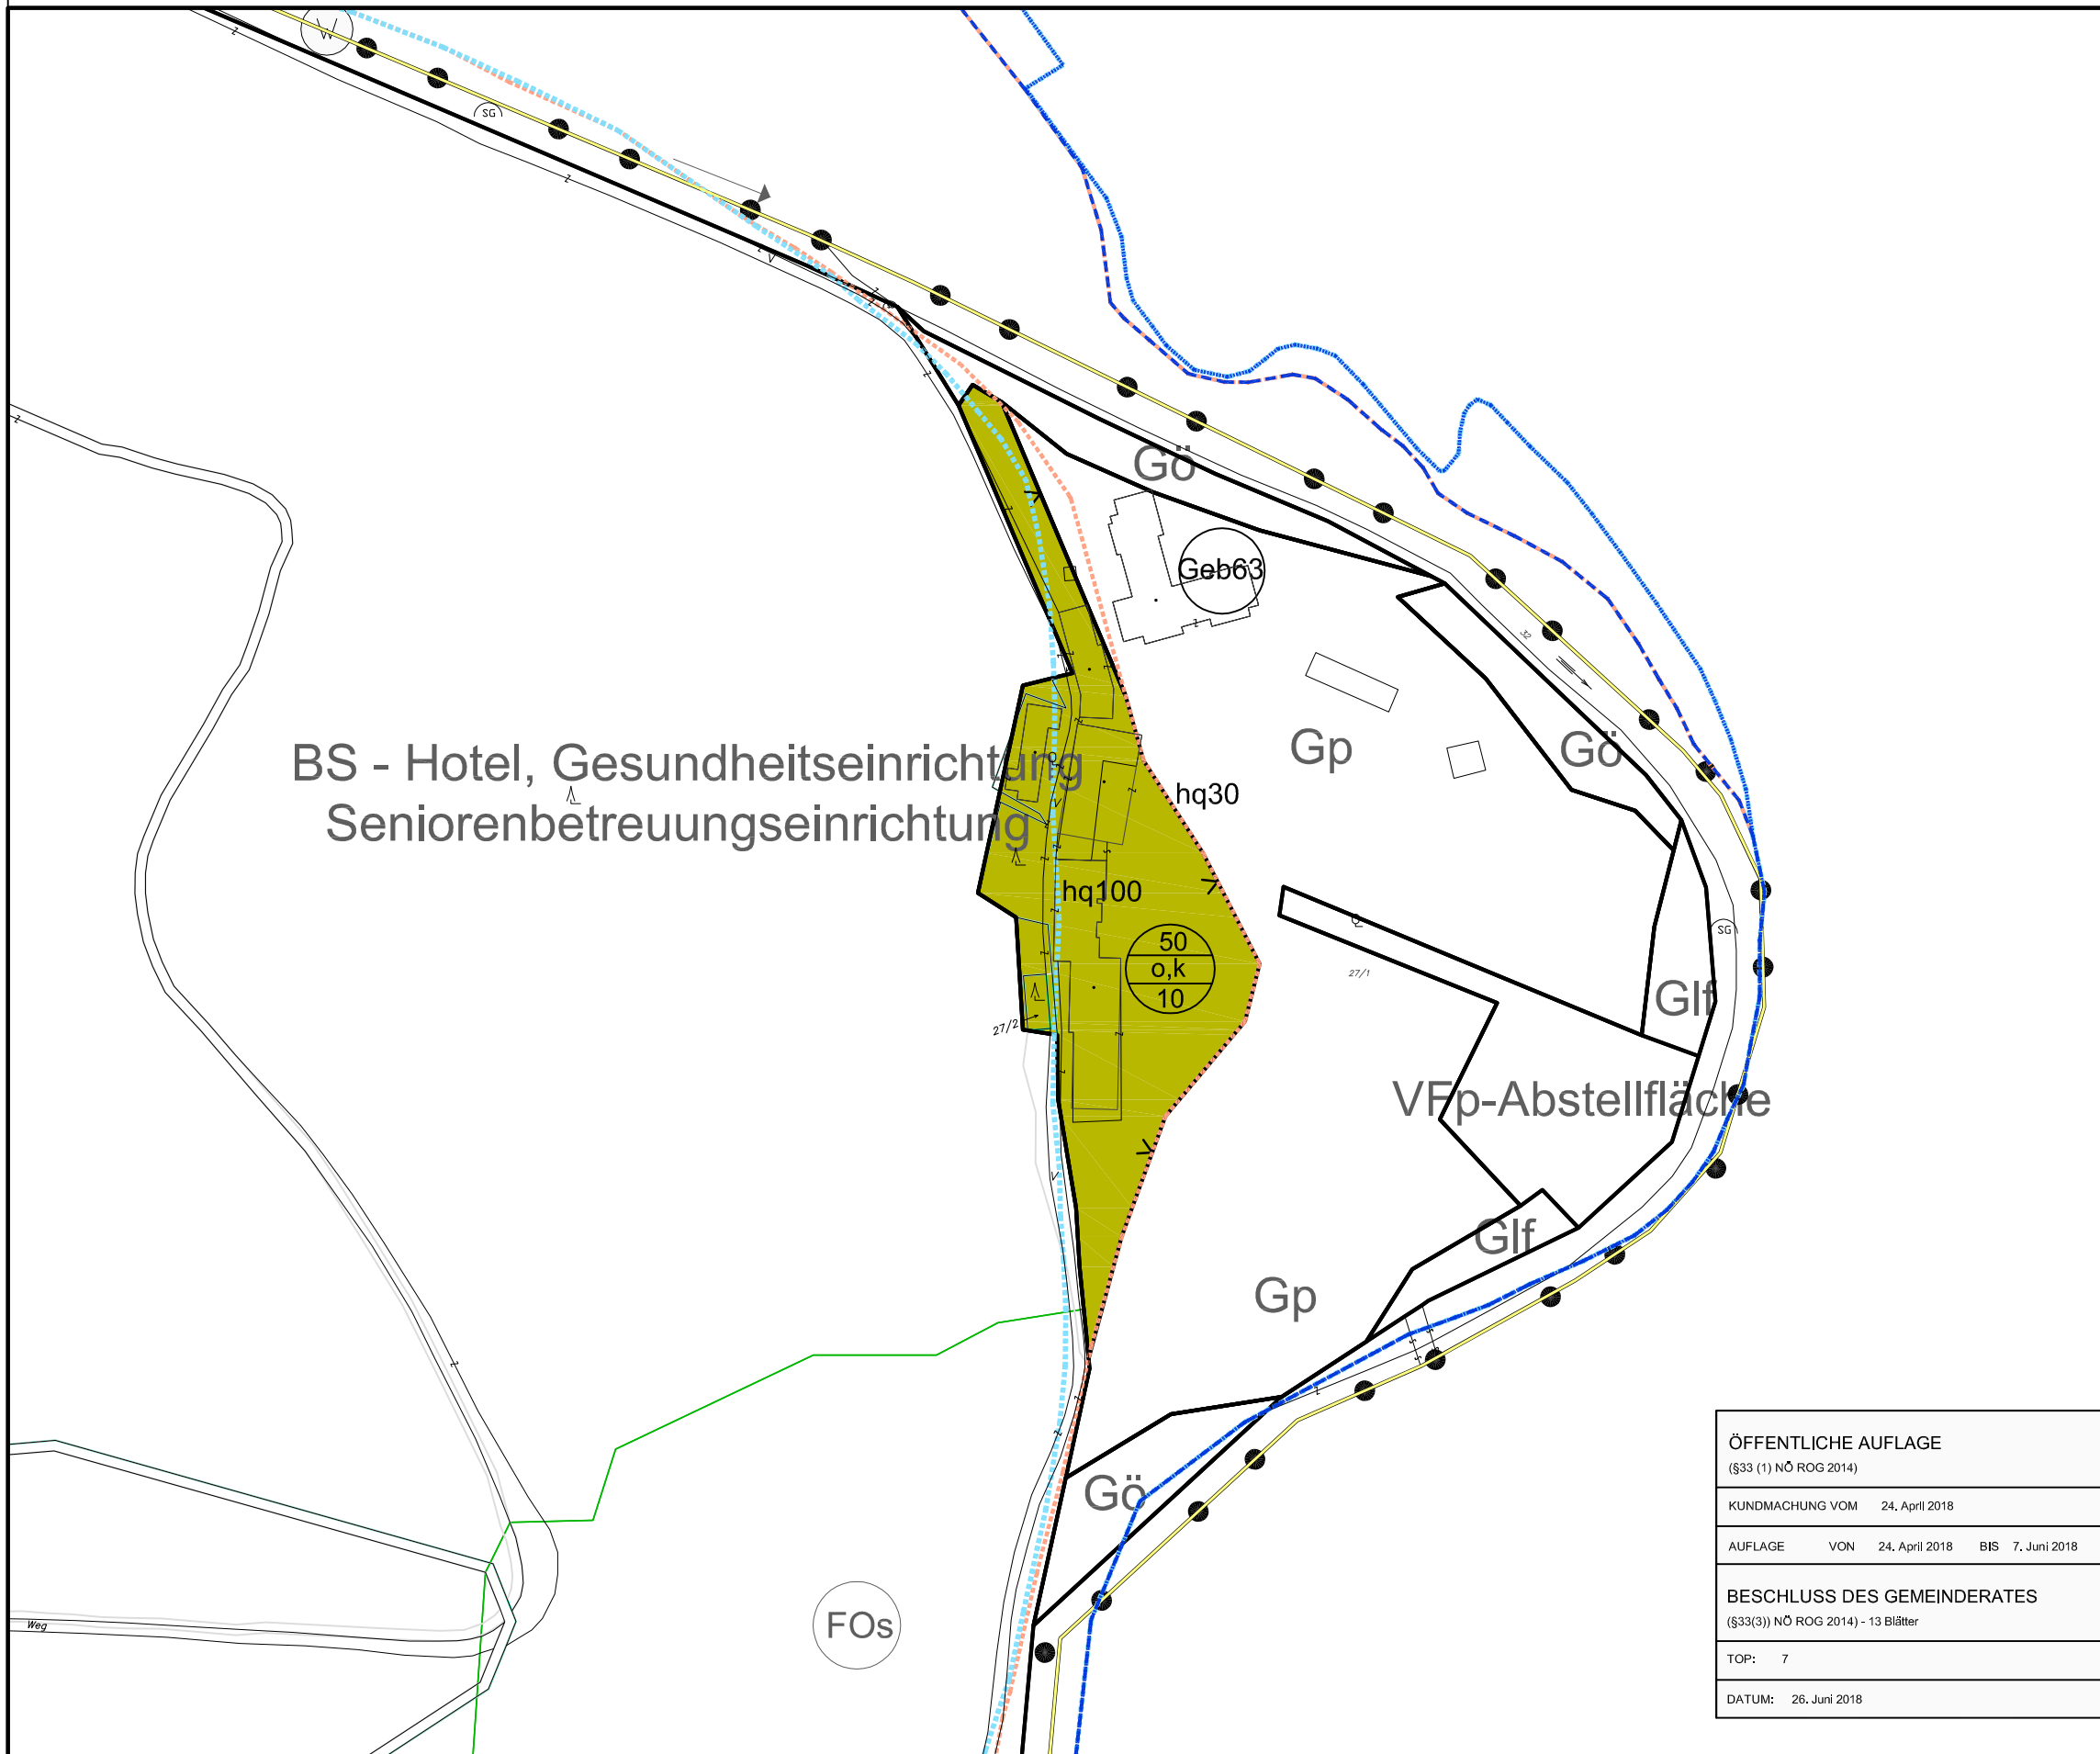 W
SG
Gö
Geb63
32
Gp
Gö
BS - Hotel, Gesundheitseinrichtung
Seniorenbetreuungseinrichtung
hq30
hq100
50
o,k
10
SG
27/1
Glf
27/2
VFp-Abstellfläche
Glf
Gp
Gö
FOs
Weg
ÖFFENTLICHE AUFLAGE
(§33 (1) NÖ ROG 2014)
KUNDMACHUNG VOM 24. April 2018
AUFLAGE VON 24. April 2018 BIS 7. Juni 2018
BESCHLUSS DES GEMEINDERATES
(§33(3)) NÖ ROG 2014) - 13 Blätter
TOP: 7
DATUM: 26. Juni 2018